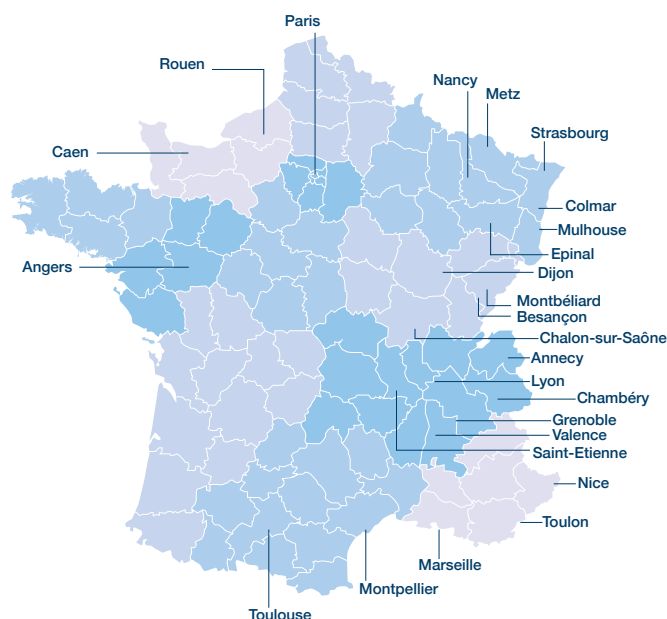 Paris
Rouen
Nancy
Metz
Strasbourg
Caen
Colmar
Mulhouse
Epinal
Angers
Dijon
Montbéliard
Besançon
Chalon-sur-Saône
Annecy
Lyon
Chambéry
Grenoble
Valence
Saint-Etienne
Nice
Toulon
Marseille
Montpellier
Toulouse